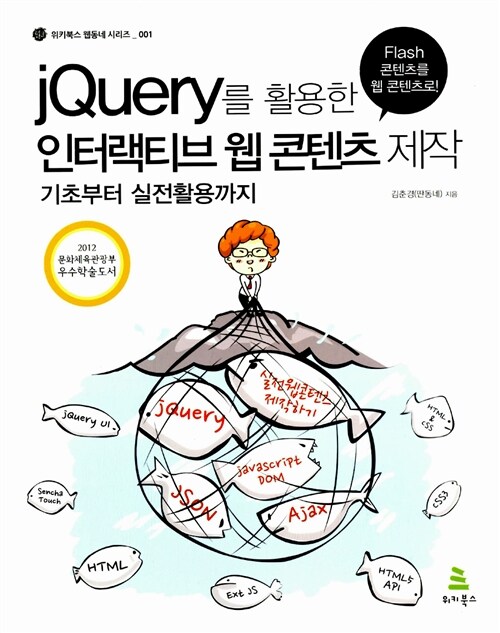 위키북스 웹동네 시리즈 _ 001
Flash
콘텐츠를
웹 콘텐츠로!
jQuery를 활용한
인터랙티브 웹 콘텐츠 제작
기초부터 실전활용까지
김춘경(딴동네) 지음
2012
문화체육관광부
우수학술도서
실전웹콘텐츠
제작하기
jQuery
jQuery UI
HTML
&
CSS
javascript
DOM
JSON
Ajax
Sencha
Touch
CSS3
HTML
Ext JS
HTML5
API
위키북스